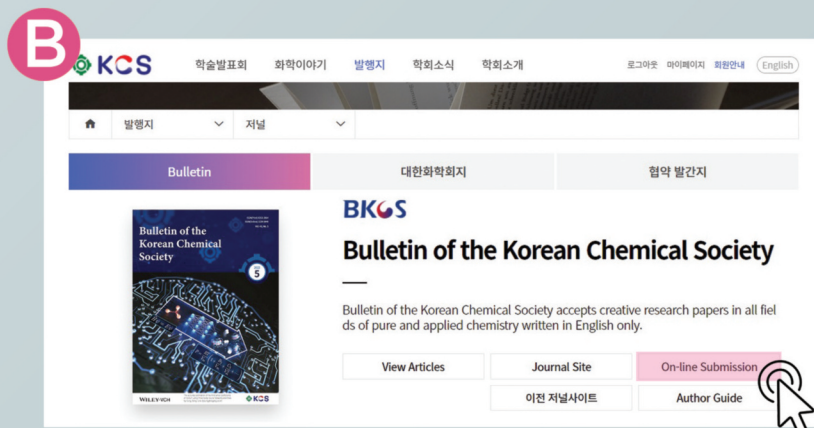 B
KCS
학술발표회 화학이야기 발행지 학회소식 학회소개
로그아웃 마이페이지 회원안내 English
발행지 저널
Bulletin 대한화학회지 협약 발간지
Bulletin of the
Korean Chemical
Society
5
WILEY-VCH
KCS
BKCS
Bulletin of the Korean Chemical Society
Bulletin of the Korean Chemical Society accepts creative research papers in all fiel
ds of pure and applied chemistry written in English only.
View Articles Journal Site On-line Submission
이전 저널사이트 Author Guide